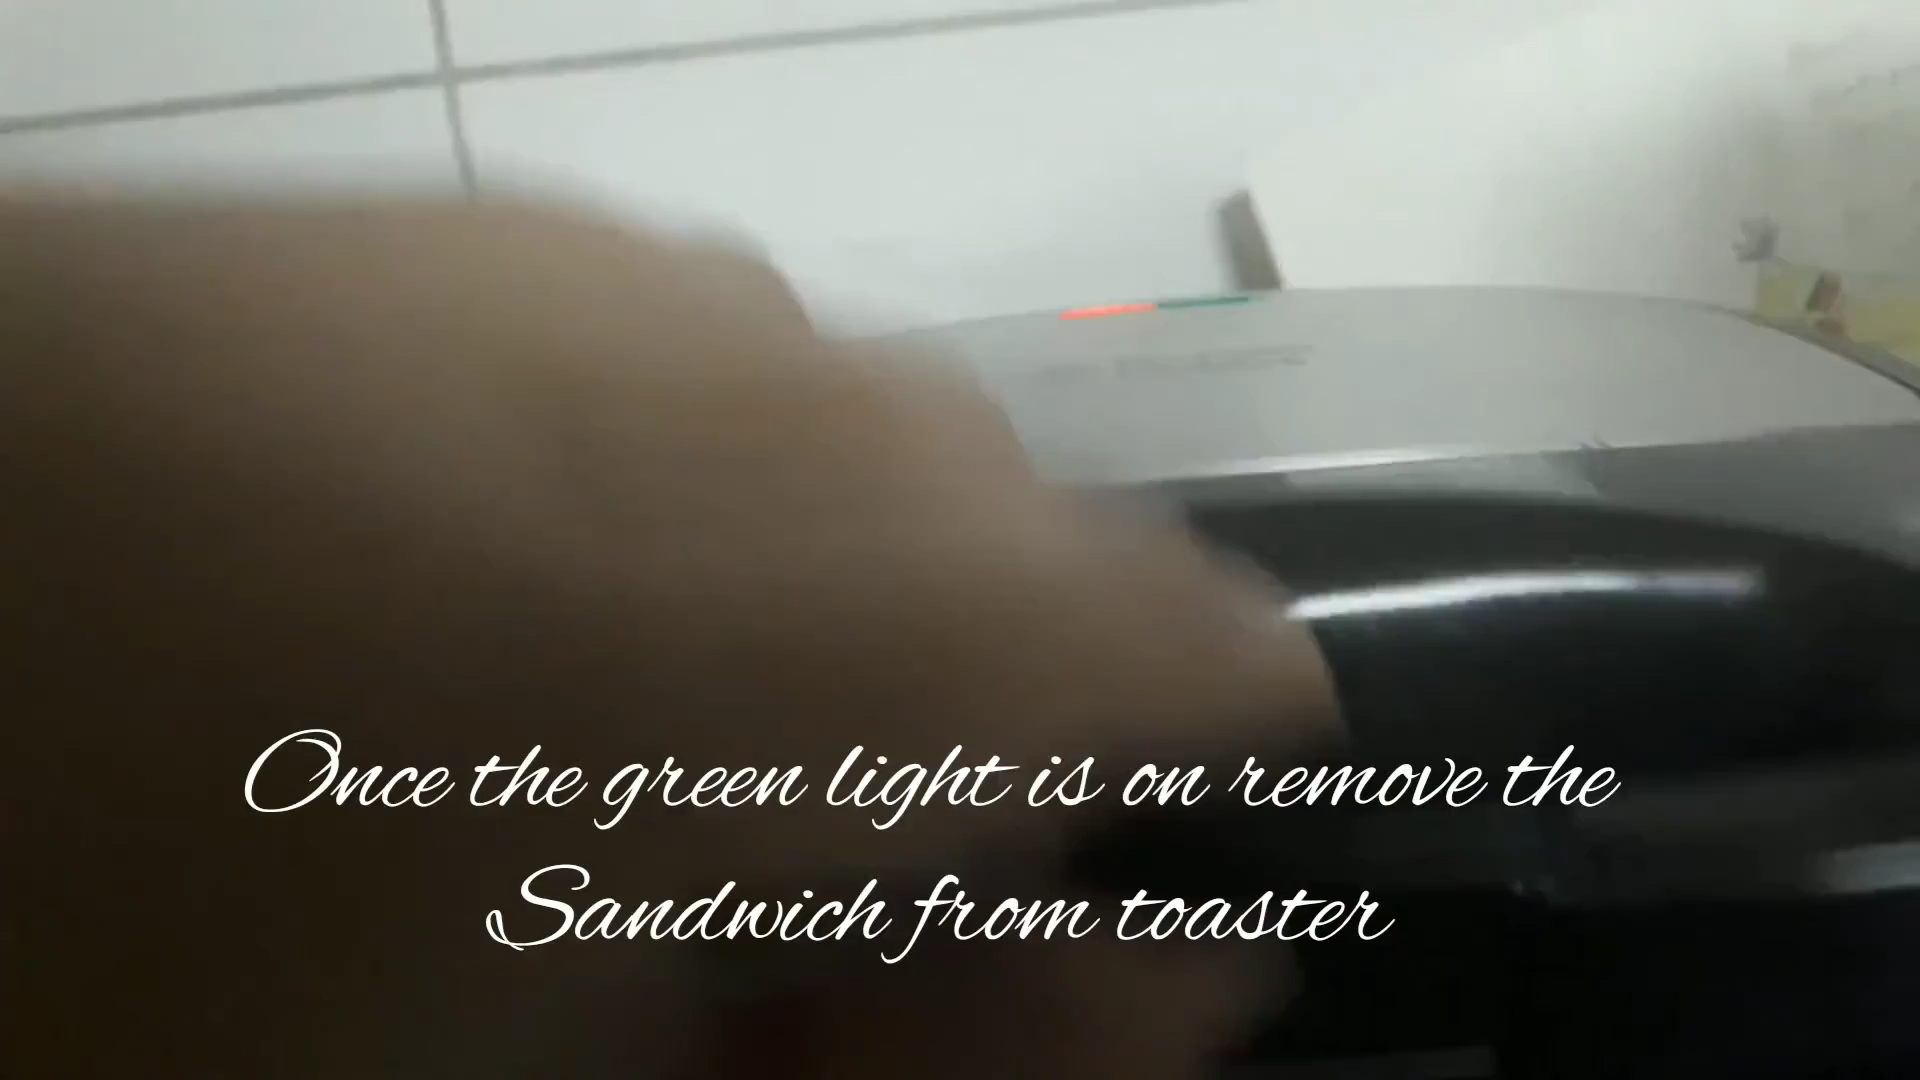 Once the green light is on remove the
Sandwich from toaster